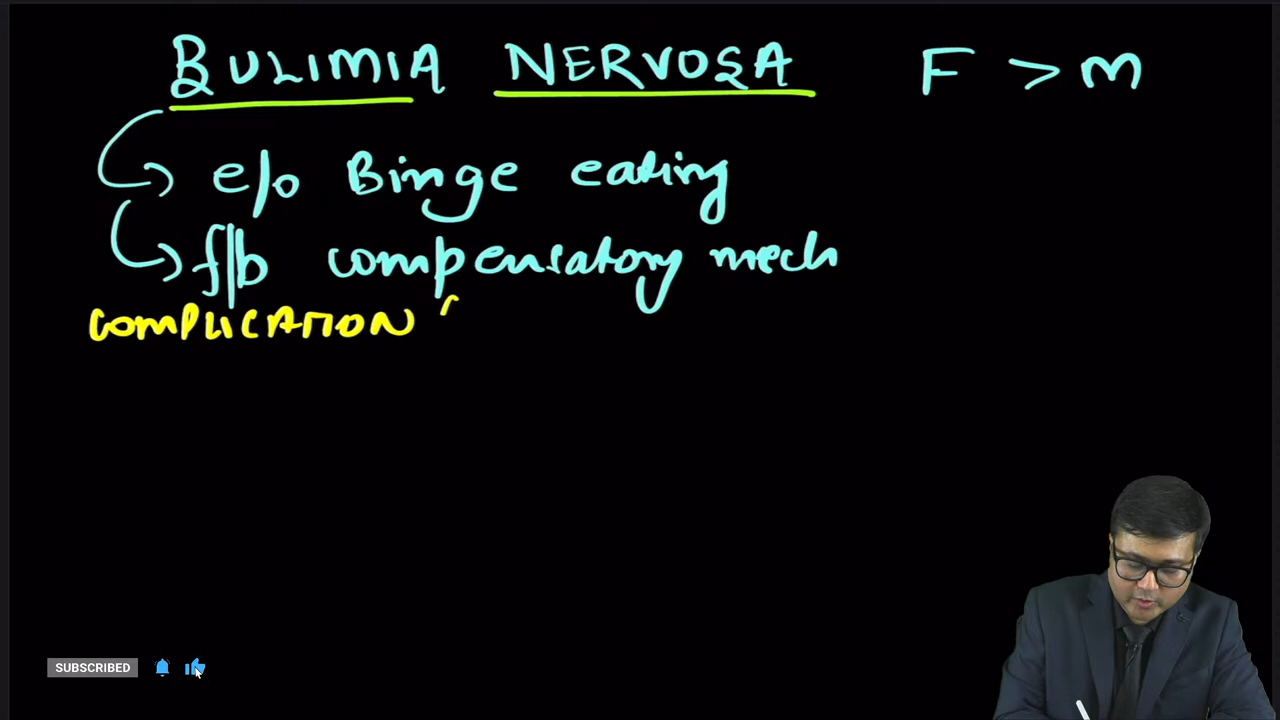 BULIMIA NERVOSA F > M
e/o Binge eating
f/b compensatory mech
COMPLICATION
SUBSCRIBED